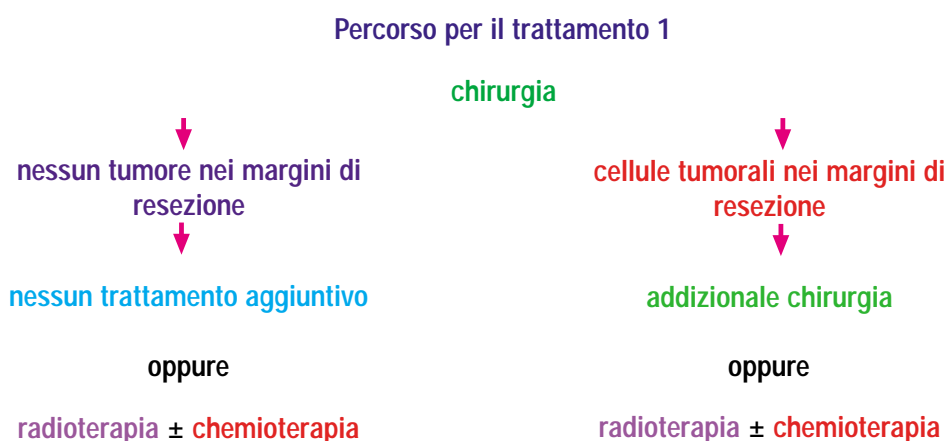 Percorso per il trattamento 1
chirurgia
nessun tumore nei margini di
resezione
cellule tumorali nei margini di
resezione
nessun trattamento aggiuntivo
addizionale chirurgia
oppure
oppure
radioterapia ± chemioterapia
radioterapia ± chemioterapia